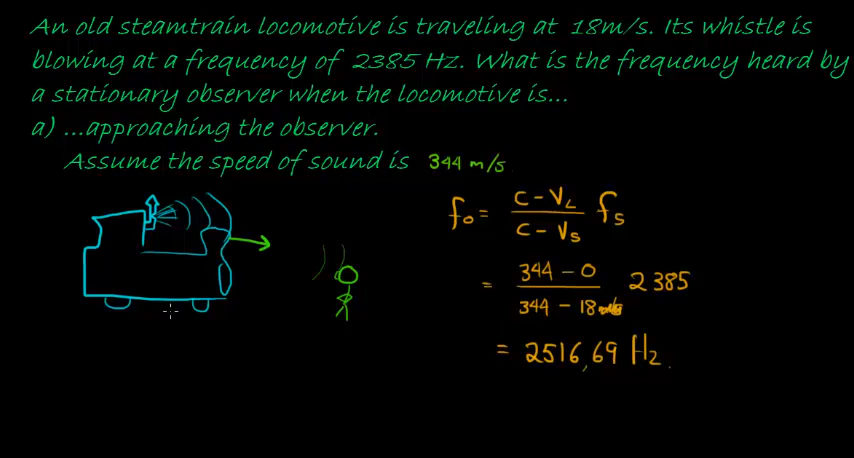 An old steamtrain locomotive is traveling at 18m/s. Its whistle is
blowing at a frequency of 2385 Hz. What is the frequency heard by
a stationary observer when the locomotive is...
a) ...approaching the observer.
Assume the speed of sound is 344 m/s
fo = (C - VL)/(C - Vs) fs
= (344 - 0)/(344 - 18) 2385
= 2516,69 Hz.